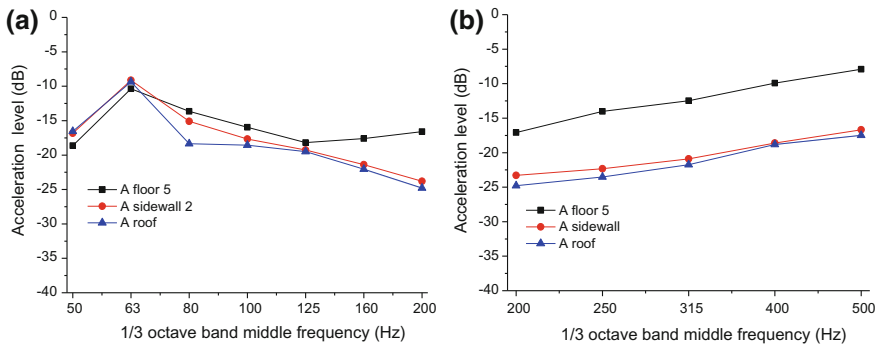 (a)
Acceleration level (dB)
0
-5
-10
-15
-20
-25
-30
-35
-40
A floor 5
A sidewall 2
A roof
50 63 80 100 125 160 200
1/3 octave band middle frequency (Hz)
(b)
Acceleration level (dB)
0
-5
-10
-15
-20
-25
-30
-35
-40
A floor 5
A sidewall
A roof
200 250 315 400 500
1/3 octave band middle frequency (Hz)